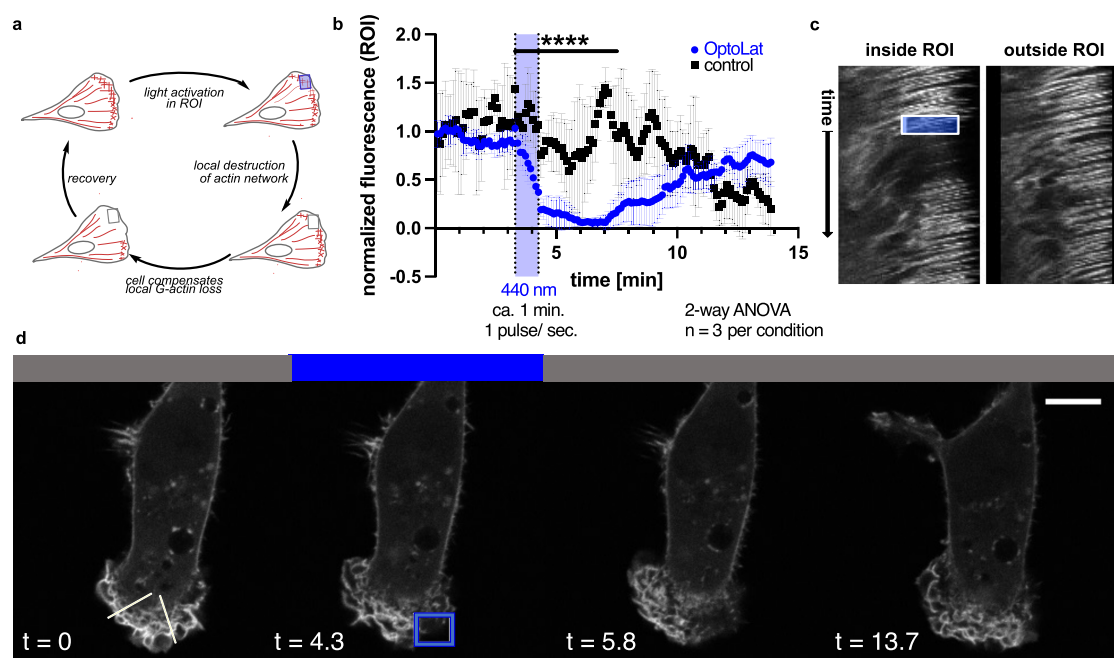 a
light activation
in ROI
local destruction
of actin network
cell compensates
local G-actin loss
recovery
b
normalized fluorescence (ROI)
2.0
1.5
1.0
0.5
0.0
-0.5
****
OptoLat
control
5
10
15
time [min]
440 nm
ca. 1 min.
1 pulse/ sec.
2-way ANOVA
n = 3 per condition
c
inside ROI
outside ROI
time
d
t = 0
t = 4.3
t = 5.8
t = 13.7